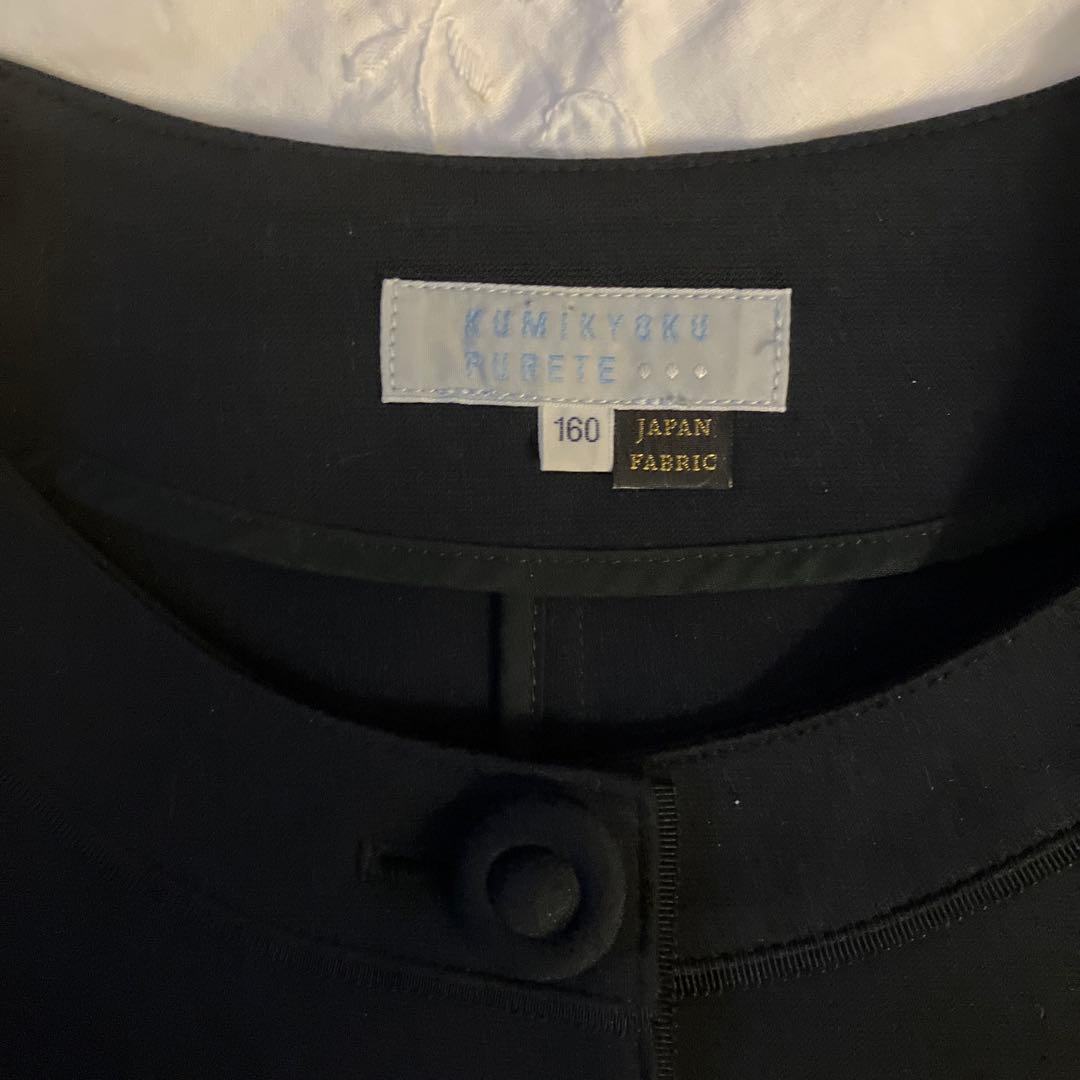 KUMIKYOKU
PURETE
160
JAPAN
FABRIC